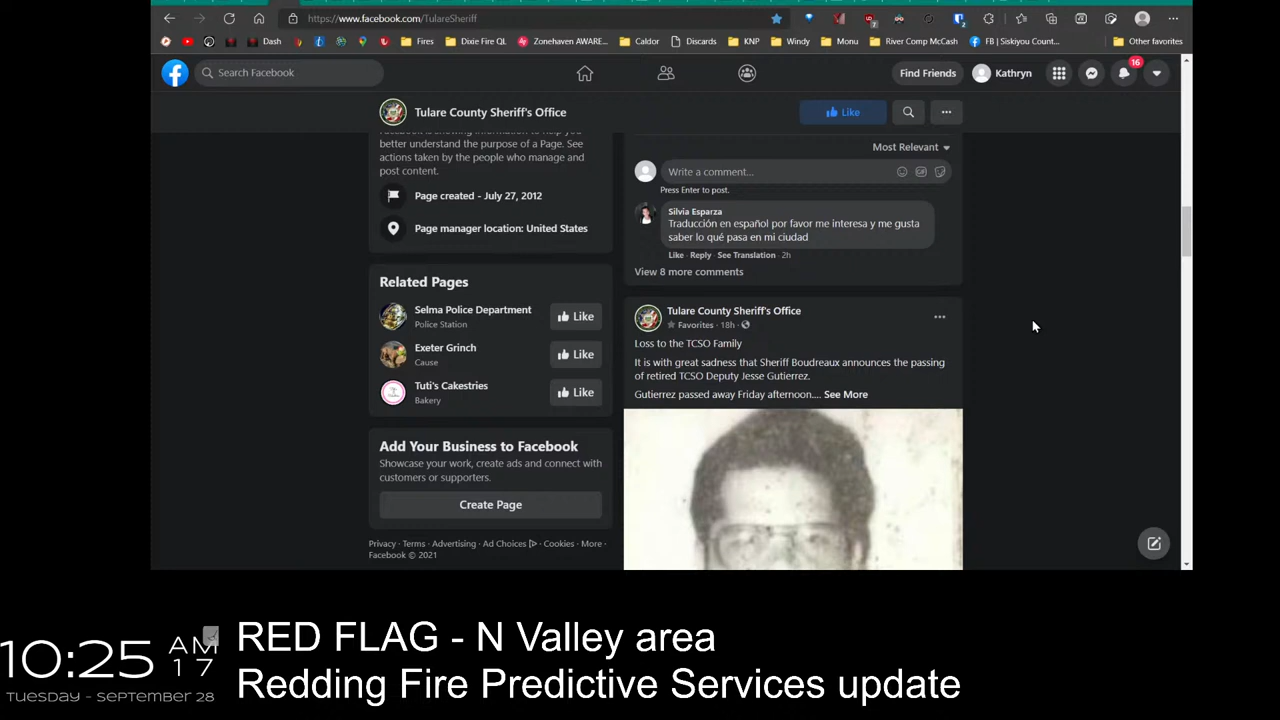 https://www.facebook.com/TulareSheriff
Dash
Fires
Dixie Fire QL
Zonehaven AWARE...
Caldor
Discards
KNP
Windy
Monu
River Comp McCash
FB | Siskiyou Count...
Other favorites
Search Facebook
Find Friends
Kathryn
16
Tulare County Sheriff's Office
Like
Facebook is showing information to help you
better understand the purpose of a Page. See
actions taken by the people who manage and
post content.
Page created - July 27, 2012
Page manager location: United States
Related Pages
Selma Police Department
Police Station
Like
Exeter Grinch
Cause
Like
Tuti's Cakestries
Bakery
Like
Add Your Business to Facebook
Showcase your work, create ads and connect with
customers or supporters.
Create Page
Privacy · Terms · Advertising · Ad Choices · Cookies · More ·
Facebook © 2021
Most Relevant
Write a comment...
Press Enter to post.
Silvia Esparza
Traducción en español por favor me interesa y me gusta
saber lo qué pasa en mi ciudad
Like · Reply · See Translation · 2h
View 8 more comments
Tulare County Sheriff's Office
Favorites · 18h ·
Loss to the TCSO Family
It is with great sadness that Sheriff Boudreaux announces the passing
of retired TCSO Deputy Jesse Gutierrez.
Gutierrez passed away Friday afternoon.... See More
10:25 AM
17
TUESDAY - SEPTEMBER 28
RED FLAG - N Valley area
Redding Fire Predictive Services update